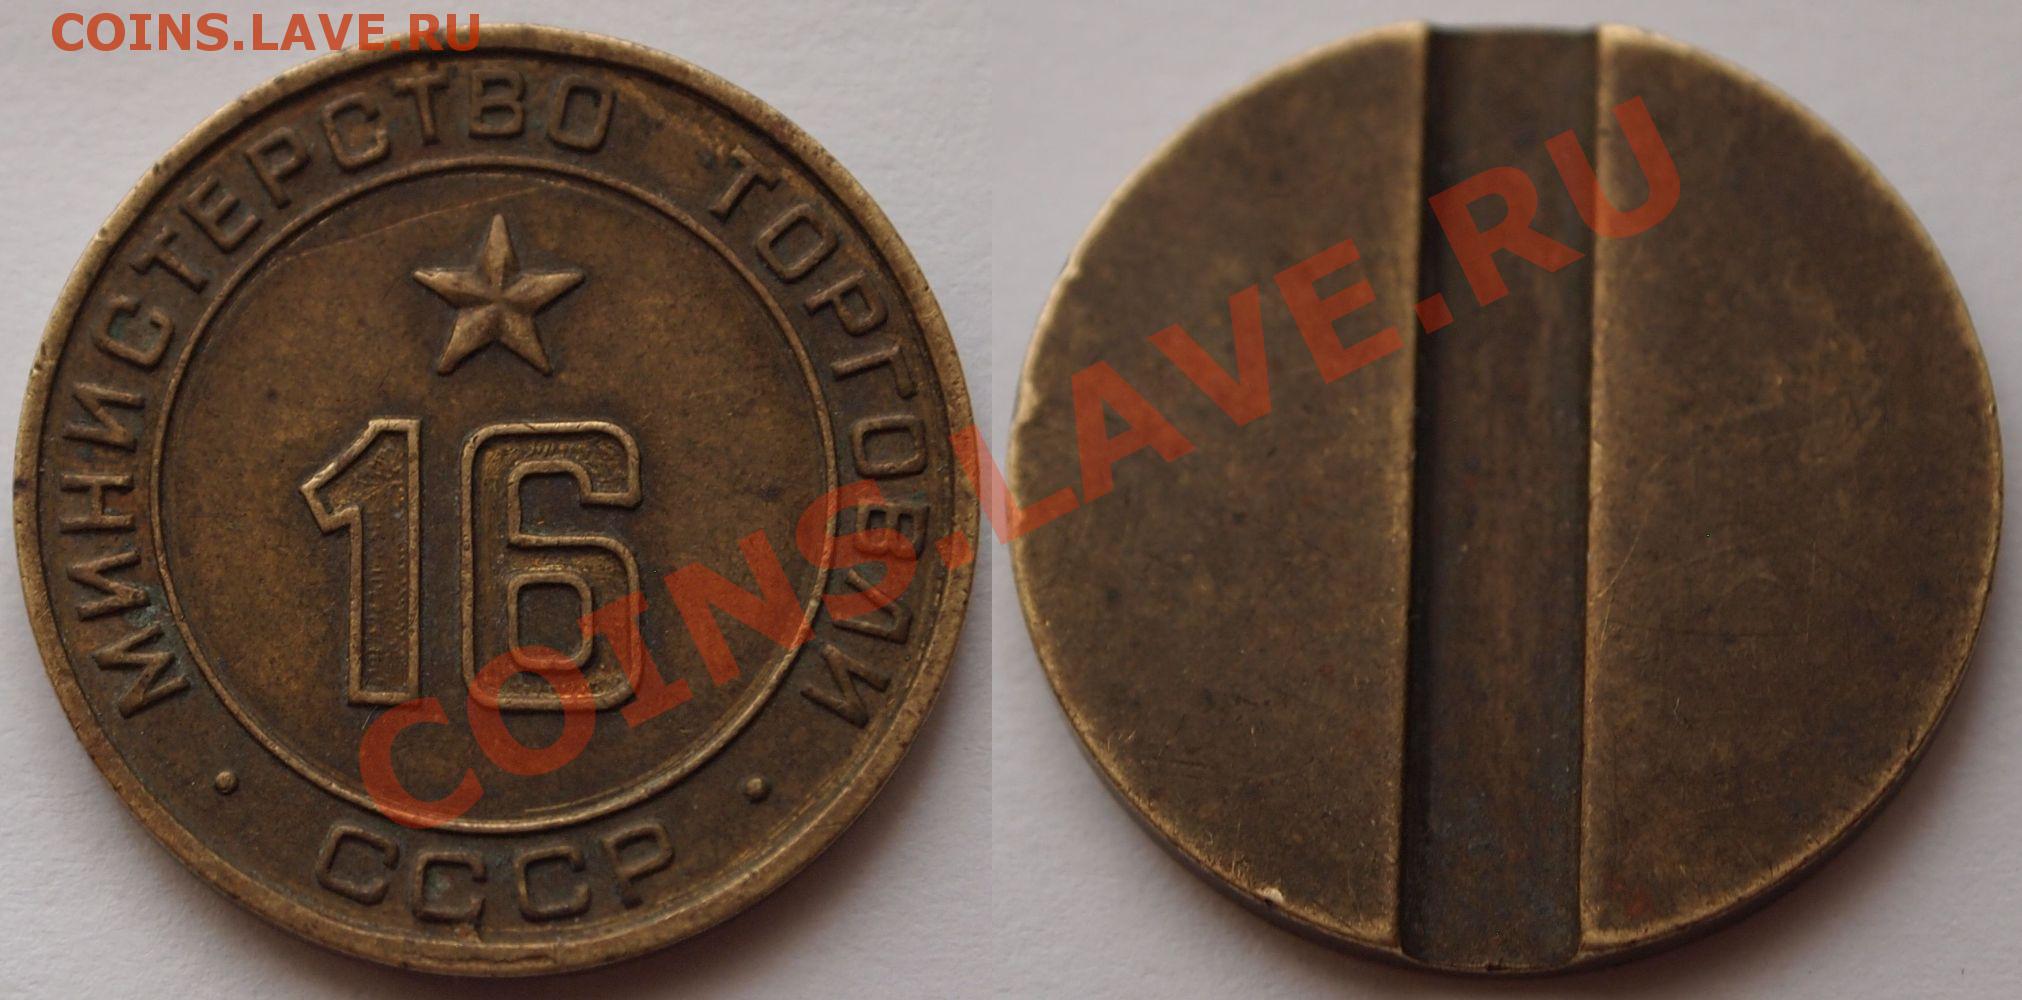 COINS.LAVE.RU
МИНИСТЕРСТВО ТОРГОВЛИ
16
· СССР ·
COINS.LAVE.RU